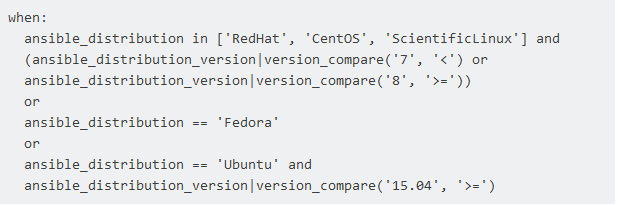 when:
  ansible_distribution in ['RedHat', 'CentOS', 'ScientificLinux'] and
  (ansible_distribution_version|version_compare('7', '<') or
  ansible_distribution_version|version_compare('8', '>='))
  or
  ansible_distribution == 'Fedora'
  or
  ansible_distribution == 'Ubuntu' and
  ansible_distribution_version|version_compare('15.04', '>=')